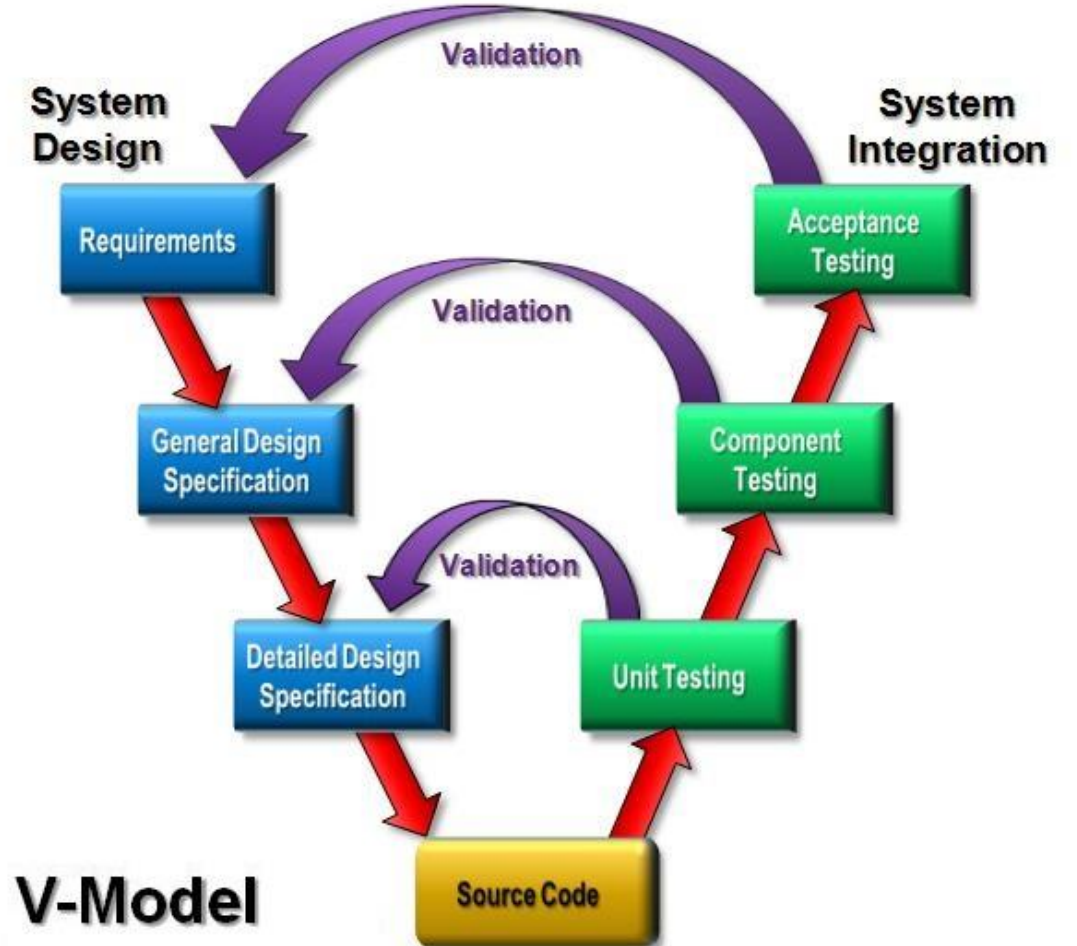 Validation
System
Design
System
Integration
Requirements
Acceptance
Testing
Validation
General Design
Specification
Component
Testing
Validation
Detailed Design
Specification
Unit Testing
Source Code
V-Model